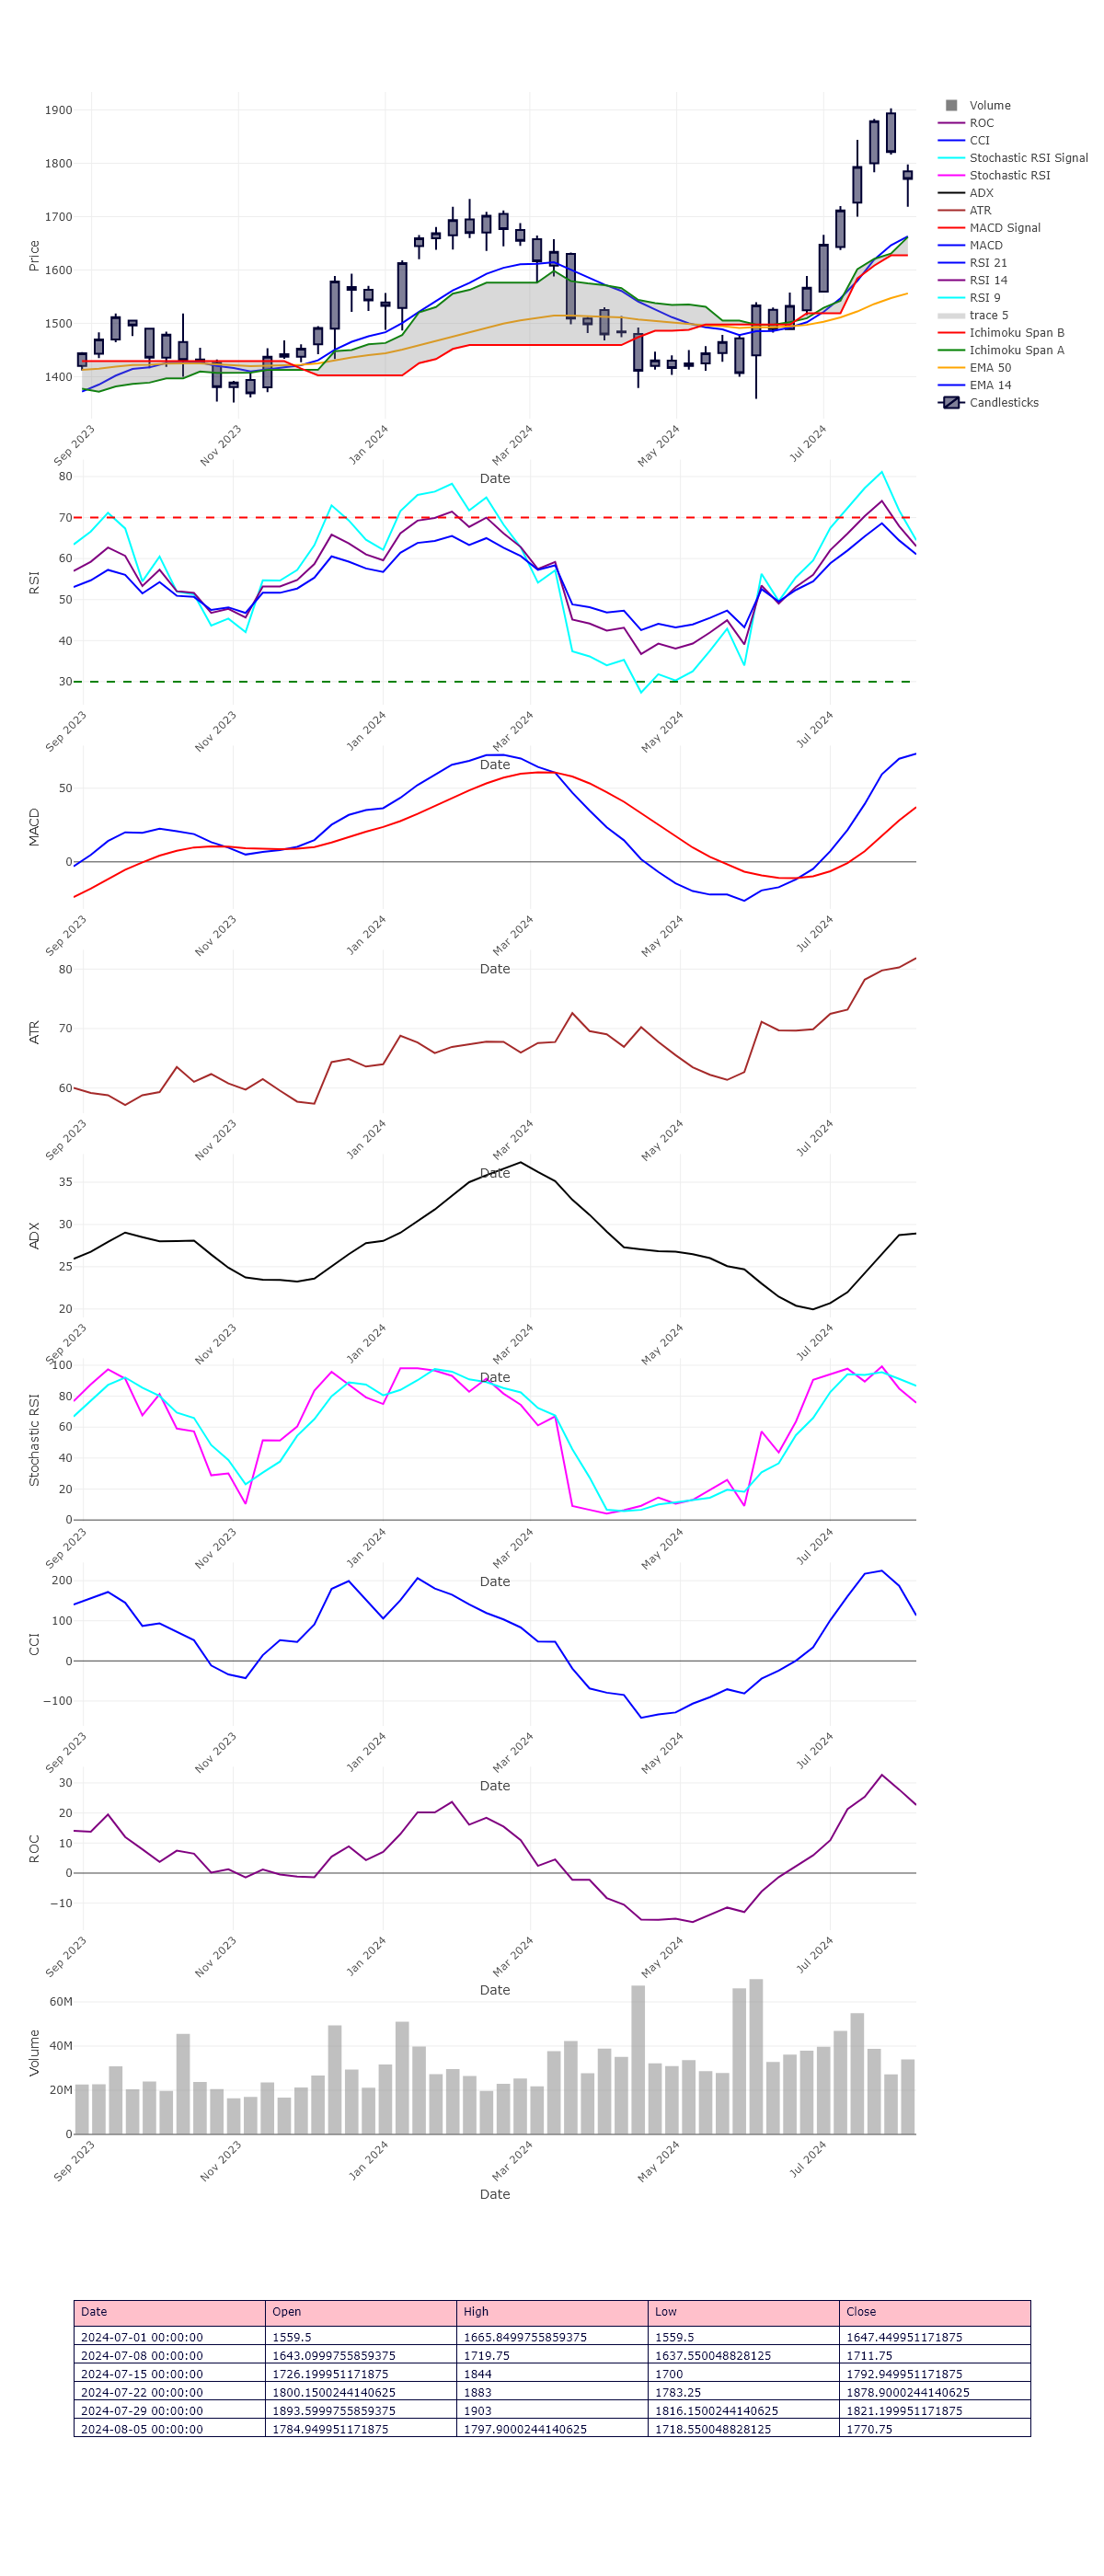 1900
1800
1700
1600
1500
1400
Price
Sep 2023
Nov 2023
Jan 2024
Mar 2024
May 2024
Jul 2024
Date
Volume
ROC
CCI
Stochastic RSI Signal
Stochastic RSI
ADX
ATR
MACD Signal
MACD
RSI 21
RSI 14
RSI 9
trace 5
Ichimoku Span B
Ichimoku Span A
EMA 50
EMA 14
Candlesticks
80
70
60
50
40
30
RSI
Sep 2023
Nov 2023
Jan 2024
Mar 2024
May 2024
Jul 2024
Date
50
0
MACD
Sep 2023
Nov 2023
Jan 2024
Mar 2024
May 2024
Jul 2024
Date
80
70
60
ATR
Sep 2023
Nov 2023
Jan 2024
Mar 2024
May 2024
Jul 2024
Date
35
30
25
20
ADX
Sep 2023
Nov 2023
Jan 2024
Mar 2024
May 2024
Jul 2024
Date
100
80
60
40
20
0
Stochastic RSI
Sep 2023
Nov 2023
Jan 2024
Mar 2024
May 2024
Jul 2024
Date
200
100
0
−100
CCI
Sep 2023
Nov 2023
Jan 2024
Mar 2024
May 2024
Jul 2024
Date
30
20
10
0
−10
ROC
Sep 2023
Nov 2023
Jan 2024
Mar 2024
May 2024
Jul 2024
Date
60M
40M
20M
0
Volume
Sep 2023
Nov 2023
Jan 2024
Mar 2024
May 2024
Jul 2024
Date
Date Open High Low Close
2024-07-01 00:00:00 1559.5 1665.8499755859375 1559.5 1647.449951171875
2024-07-08 00:00:00 1643.0999755859375 1719.75 1637.550048828125 1711.75
2024-07-15 00:00:00 1726.199951171875 1844 1700 1792.949951171875
2024-07-22 00:00:00 1800.1500244140625 1883 1783.25 1878.9000244140625
2024-07-29 00:00:00 1893.5999755859375 1903 1816.1500244140625 1821.199951171875
2024-08-05 00:00:00 1784.949951171875 1797.9000244140625 1718.550048828125 1770.75